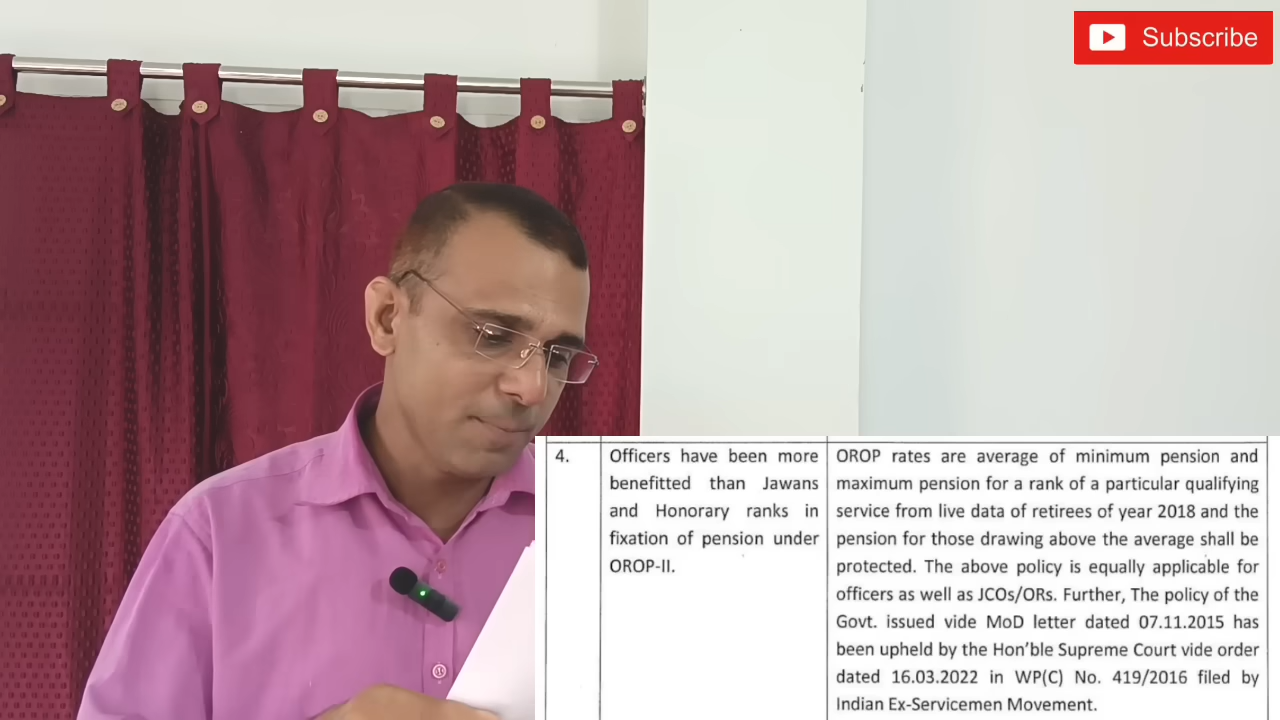 Subscribe
4.
Officers have been more
benefitted than Jawans
and Honorary ranks in
fixation of pension under
OROP-II.
OROP rates are average of minimum pension and
maximum pension for a rank of a particular qualifying
service from live data of retirees of year 2018 and the
pension for those drawing above the average shall be
protected. The above policy is equally applicable for
officers as well as JCOs/ORs. Further, The policy of the
Govt. issued vide MoD letter dated 07.11.2015 has
been upheld by the Hon'ble Supreme Court vide order
dated 16.03.2022 in WP(C) No. 419/2016 filed by
Indian Ex-Servicemen Movement.